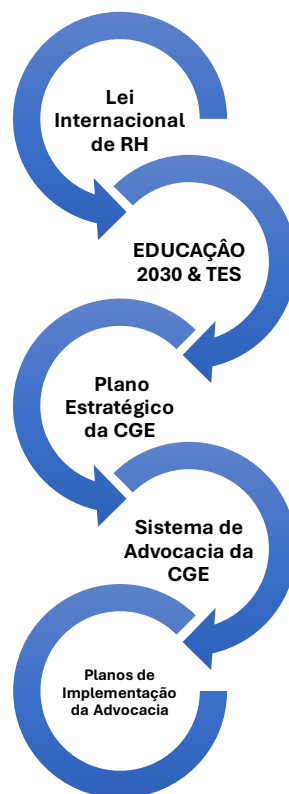 Lei
Internacional
de RH
EDUCAÇÂO
2030 & TES
Plano
Estratégico
da CGE
Sistema de
Advocacia da
CGE
Planos de
Implementação
da Advocacia